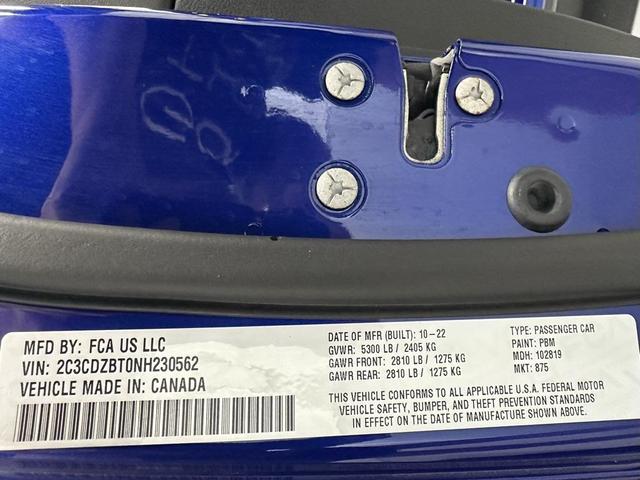 MFD BY: FCA US LLC
VIN: 2C3CDZBT0NH230562
VEHICLE MADE IN: CANADA
DATE OF MFR (BUILT): 10-22
GVWR: 5300 LB / 2405 KG
GAWR FRONT: 2810 LB / 1275 KG
GAWR REAR: 2810 LB / 1275 KG
TYPE: PASSENGER CAR
PAINT: PBM
MDH: 102819
MKT: 875
THIS VEHICLE CONFORMS TO ALL APPLICABLE U.S.A. FEDERAL MOTOR
VEHICLE SAFETY, BUMPER, AND THEFT PREVENTION STANDARDS
IN EFFECT ON THE DATE OF MANUFACTURE SHOWN ABOVE.